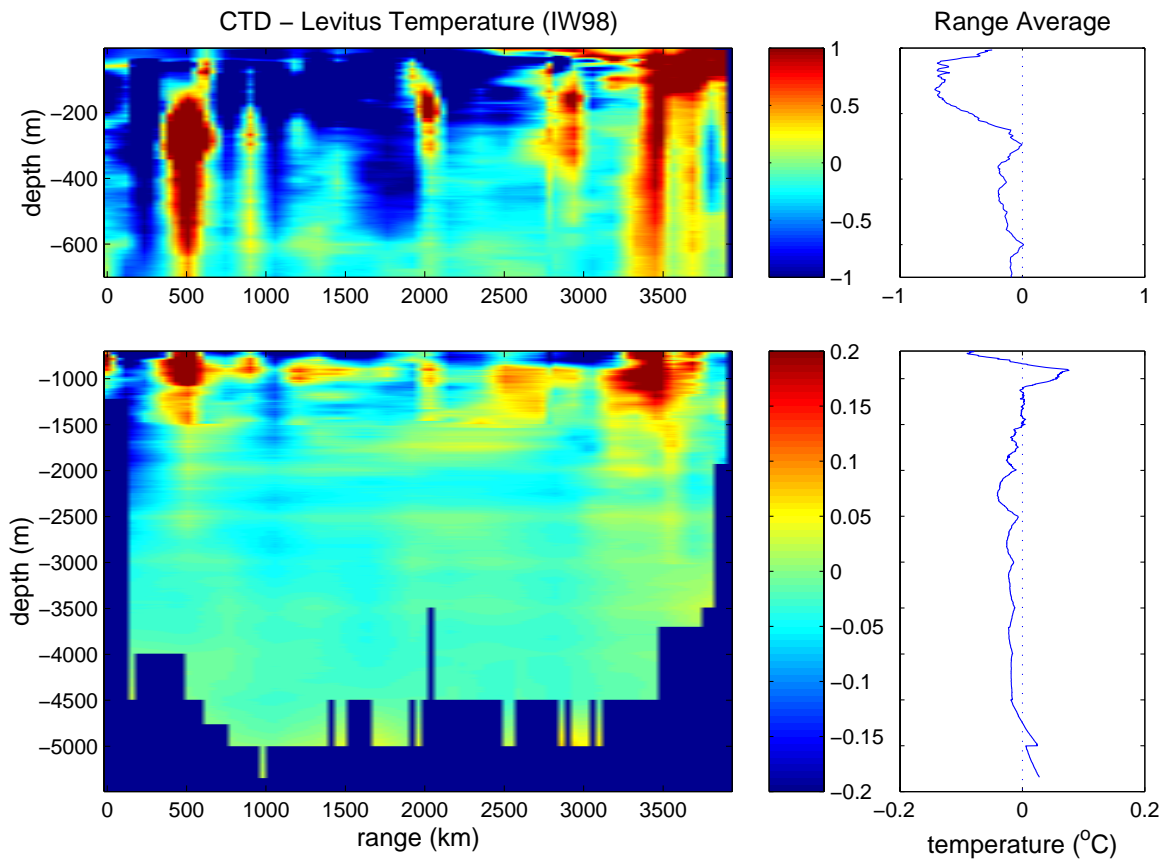 CTD − Levitus Temperature (IW98)
Range Average
depth (m)
−200
−400
−600
0 500 1000 1500 2000 2500 3000 3500
1
0.5
0
−0.5
−1
−1 0 1
depth (m)
−1000
−1500
−2000
−2500
−3000
−3500
−4000
−4500
−5000
0 500 1000 1500 2000 2500 3000 3500
range (km)
0.2
0.15
0.1
0.05
0
−0.05
−0.1
−0.15
−0.2
−0.2 0 0.2
temperature (°C)